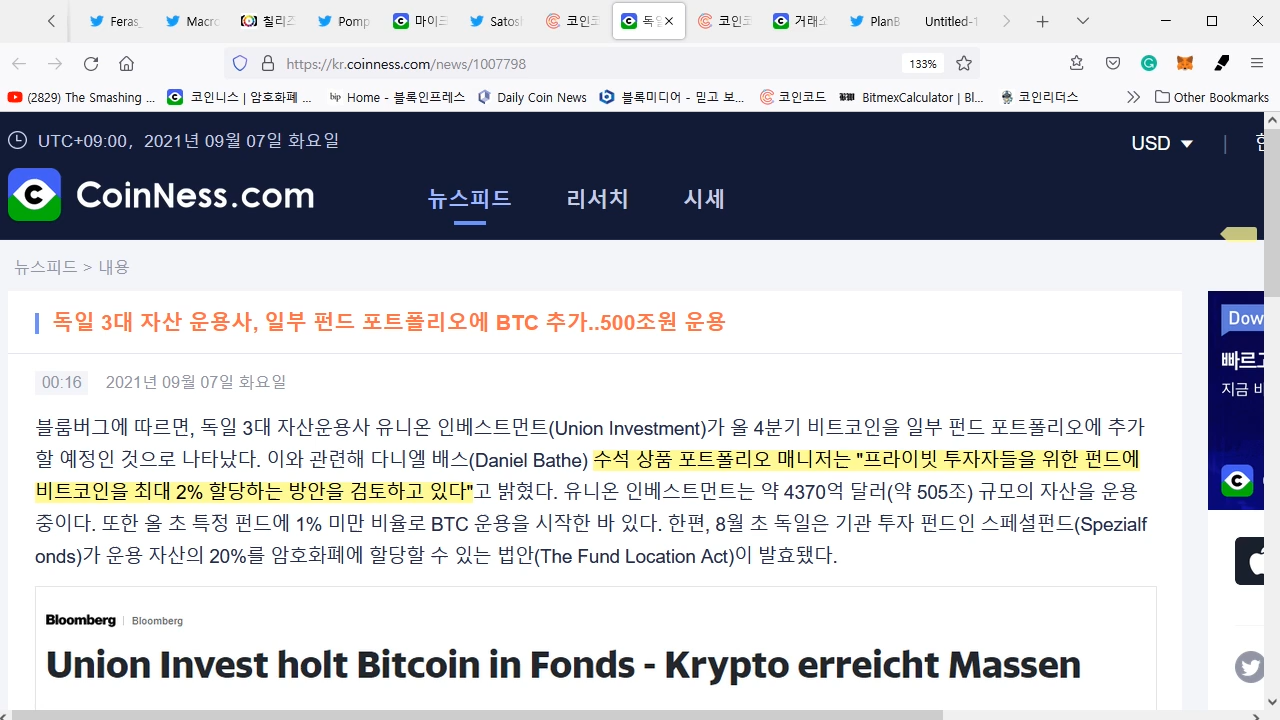 Feras
Macro
칠리즈
Pomp
마이크
Satosh
코인코
독일
코인코
거래소
PlanB
Untitled-1
https://kr.coinness.com/news/1007798
133%
(2829) The Smashing ...
코인니스 | 암호화폐 ...
bip Home - 블록인프레스
Daily Coin News
블록미디어 - 믿고 보...
코인코드
BitmexCalculator | Bl...
코인리더스
Other Bookmarks
UTC+09:00, 2021년 09월 07일 화요일
USD
CoinNess.com
뉴스피드
리서치
시세
뉴스피드 > 내용
독일 3대 자산 운용사, 일부 펀드 포트폴리오에 BTC 추가..500조원 운용
00:16
2021년 09월 07일 화요일
블룸버그에 따르면, 독일 3대 자산운용사 유니온 인베스트먼트(Union Investment)가 올 4분기 비트코인을 일부 펀드 포트폴리오에 추가
할 예정인 것으로 나타났다. 이와 관련해 다니엘 배스(Daniel Bathe) 수석 상품 포트폴리오 매니저는 "프라이빗 투자자들을 위한 펀드에
비트코인을 최대 2% 할당하는 방안을 검토하고 있다"고 밝혔다. 유니온 인베스트먼트는 약 4370억 달러(약 505조) 규모의 자산을 운용
중이다. 또한 올 초 특정 펀드에 1% 미만 비율로 BTC 운용을 시작한 바 있다. 한편, 8월 초 독일은 기관 투자 펀드인 스페셜펀드(Spezialf
onds)가 운용 자산의 20%를 암호화폐에 할당할 수 있는 법안(The Fund Location Act)이 발효됐다.
Dow
빠르고
지금 바
Bloomberg | Bloomberg
Union Invest holt Bitcoin in Fonds - Krypto erreicht Massen